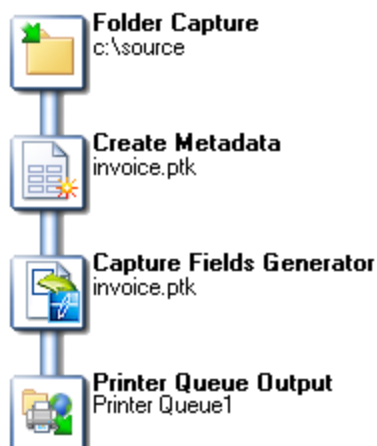 Folder Capture
c:\source
Create Metadata
invoice.ptk
Capture Fields Generator
invoice.ptk
Printer Queue Output
Printer Queue1